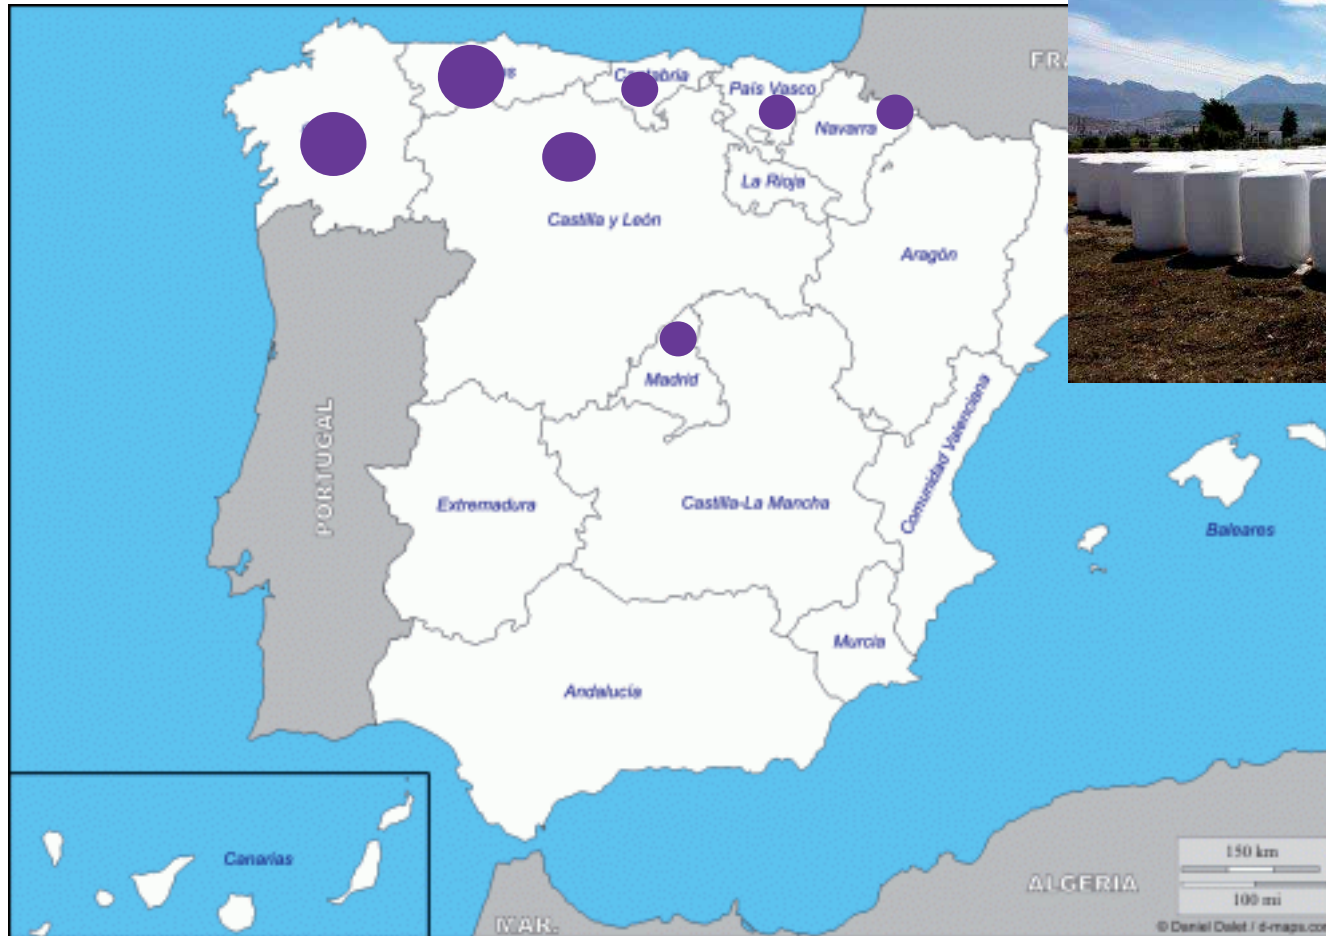 FRA
Cantabria
País Vasco
Navarra
La Rioja
Castilla y León
Aragón
Madrid
PORTUGAL
Comunidad Valenciana
Extremadura
Castilla-La Mancha
Baleares
Murcia
Andalucía
Canarias
150 km
100 mi
ALGERIA
MAR.
© Daniel Dalet / d-maps.com